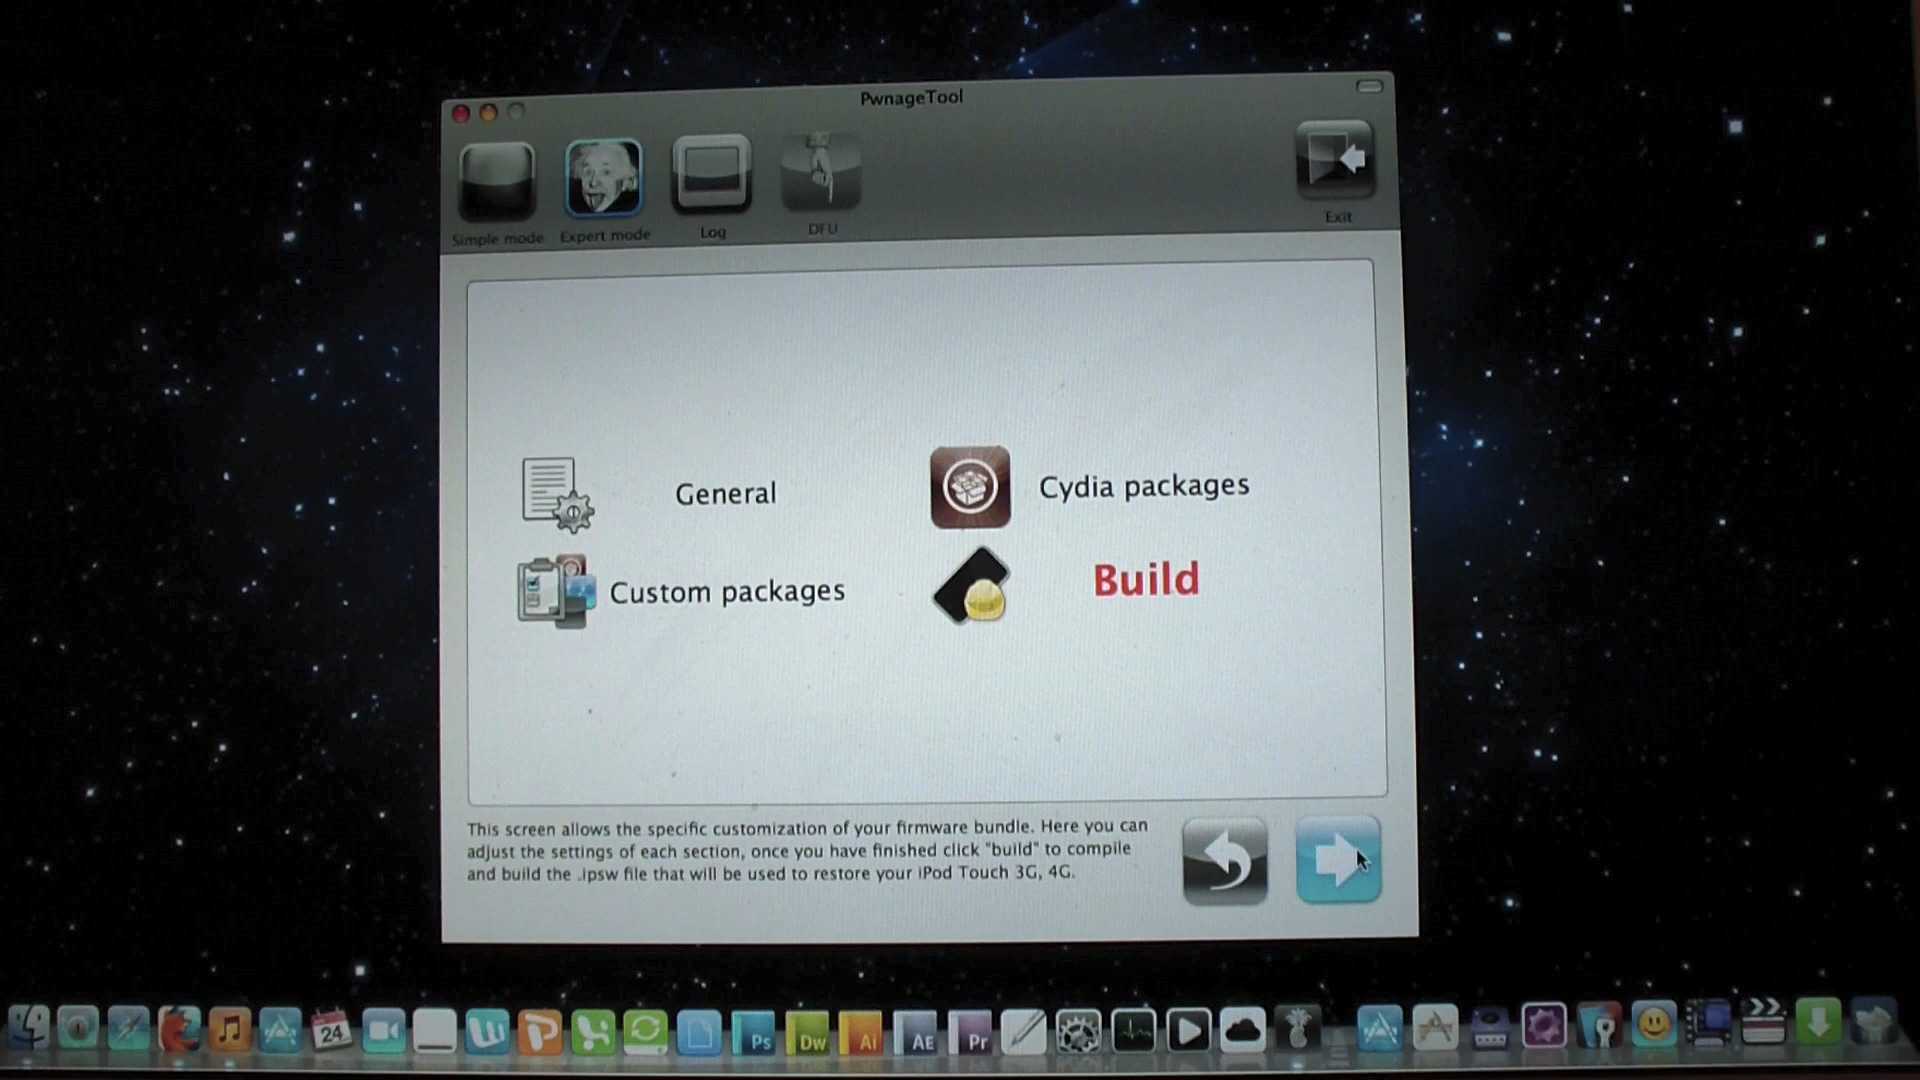 PwnageTool
Simple mode
Expert mode
Log
DFU
Exit
General
Cydia packages
Custom packages
Build
This screen allows the specific customization of your firmware bundle. Here you can
adjust the settings of each section, once you have finished click "build" to compile
and build the .ipsw file that will be used to restore your iPod Touch 3G, 4G.
24
Ps
Dw
Ai
AE
Pr